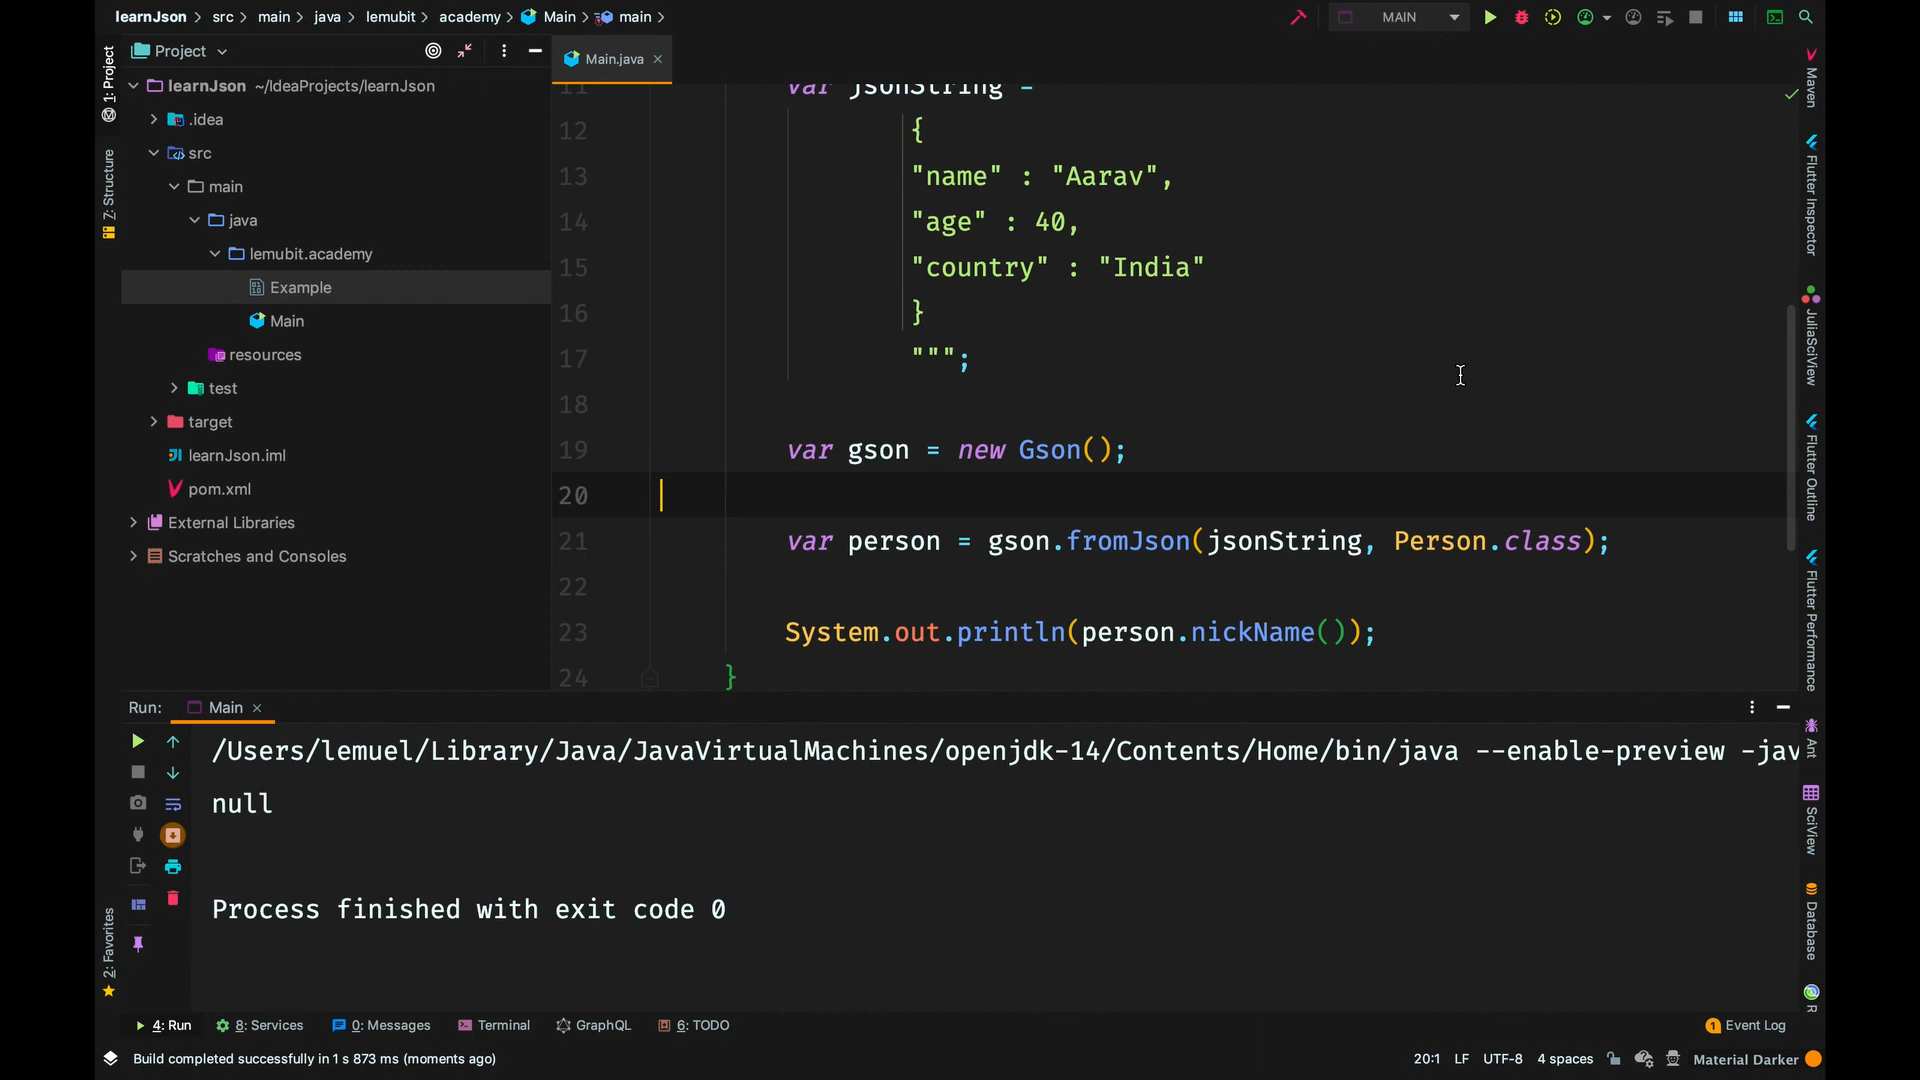 learnJson > src > main > java > lemubit > academy > Main > main >
MAIN
1: Project
7: Structure
2: Favorites
Project
learnJson ~/IdeaProjects/learnJson
.idea
src
main
java
lemubit.academy
Example
Main
resources
test
target
learnJson.iml
pom.xml
External Libraries
Scratches and Consoles
Main.java
11 var jsonString =
12 {
13 "name" : "Aarav",
14 "age" : 40,
15 "country" : "India"
16 }
17 """;
18
19 var gson = new Gson();
20
21 var person = gson.fromJson(jsonString, Person.class);
22
23 System.out.println(person.nickName());
24 }
Maven
Flutter Inspector
JuliaSciView
Flutter Outline
Flutter Performance
Ant
SciView
Database
R
Run: Main
/Users/lemuel/Library/Java/JavaVirtualMachines/openjdk-14/Contents/Home/bin/java --enable-preview -jav
null
Process finished with exit code 0
4: Run 8: Services 0: Messages Terminal GraphQL 6: TODO 1 Event Log
Build completed successfully in 1 s 873 ms (moments ago) 20:1 LF UTF-8 4 spaces Material Darker